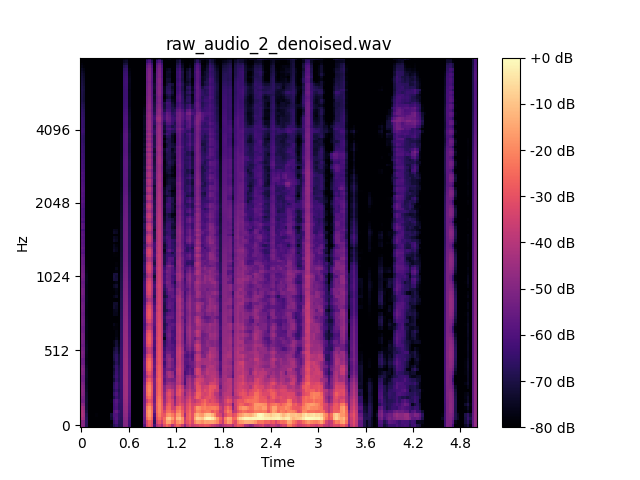 raw_audio_2_denoised.wav
+0 dB
-10 dB
-20 dB
-30 dB
-40 dB
-50 dB
-60 dB
-70 dB
-80 dB
Hz
4096
2048
1024
512
0
0 0.6 1.2 1.8 2.4 3 3.6 4.2 4.8
Time